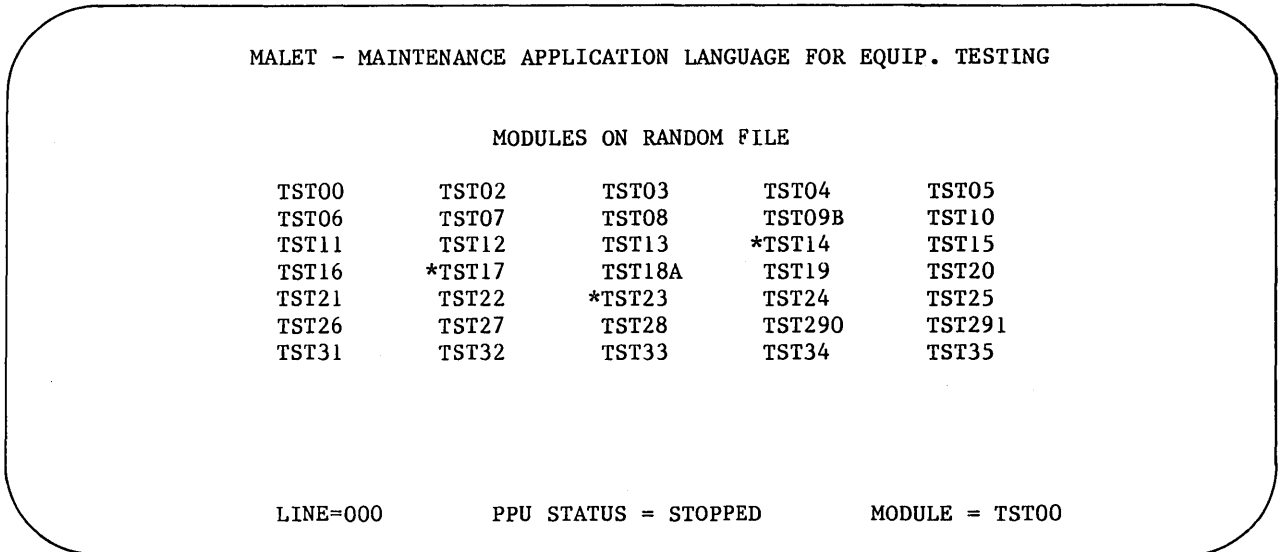 MALET - MAINTENANCE APPLICATION LANGUAGE FOR EQUIP. TESTING
MODULES ON RANDOM FILE
TST00 TST02 TST03 TST04 TST05
TST06 TST07 TST08 TST09B TST10
TST11 TST12 TST13 *TST14 TST15
TST16 *TST17 TST18A TST19 TST20
TST21 TST22 *TST23 TST24 TST25
TST26 TST27 TST28 TST290 TST291
TST31 TST32 TST33 TST34 TST35
LINE=000 PPU STATUS = STOPPED MODULE = TST00